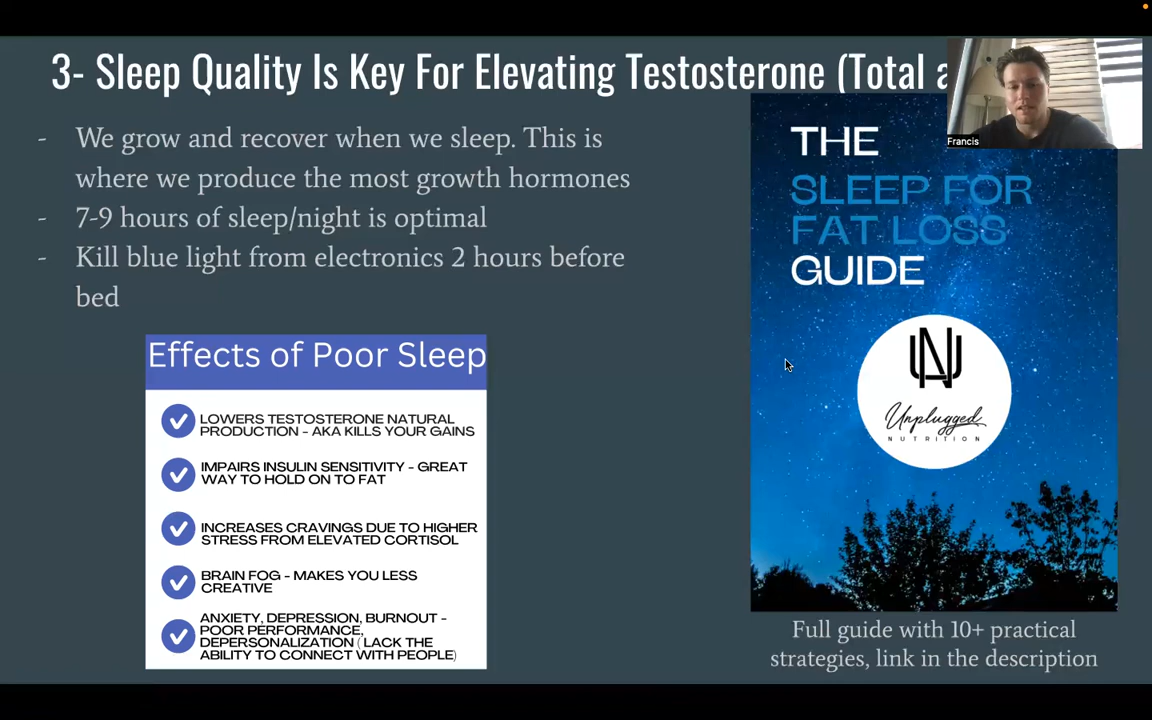 3- Sleep Quality Is Key For Elevating Testosterone (Total
Francis
- We grow and recover when we sleep. This is
where we produce the most growth hormones
- 7-9 hours of sleep/night is optimal
- Kill blue light from electronics 2 hours before
bed
Effects of Poor Sleep
LOWERS TESTOSTERONE NATURAL
PRODUCTION - AKA KILLS YOUR GAINS
IMPAIRS INSULIN SENSITIVITY - GREAT
WAY TO HOLD ON TO FAT
INCREASES CRAVINGS DUE TO HIGHER
STRESS FROM ELEVATED CORTISOL
BRAIN FOG - MAKES YOU LESS
CREATIVE
ANXIETY, DEPRESSION, BURNOUT -
POOR PERFORMANCE,
DEPERSONALIZATION ( LACK THE
ABILITY TO CONNECT WITH PEOPLE)
THE
SLEEP FOR
FAT LOSS
GUIDE
UN
Unplugged
NUTRITION
Full guide with 10+ practical
strategies, link in the description